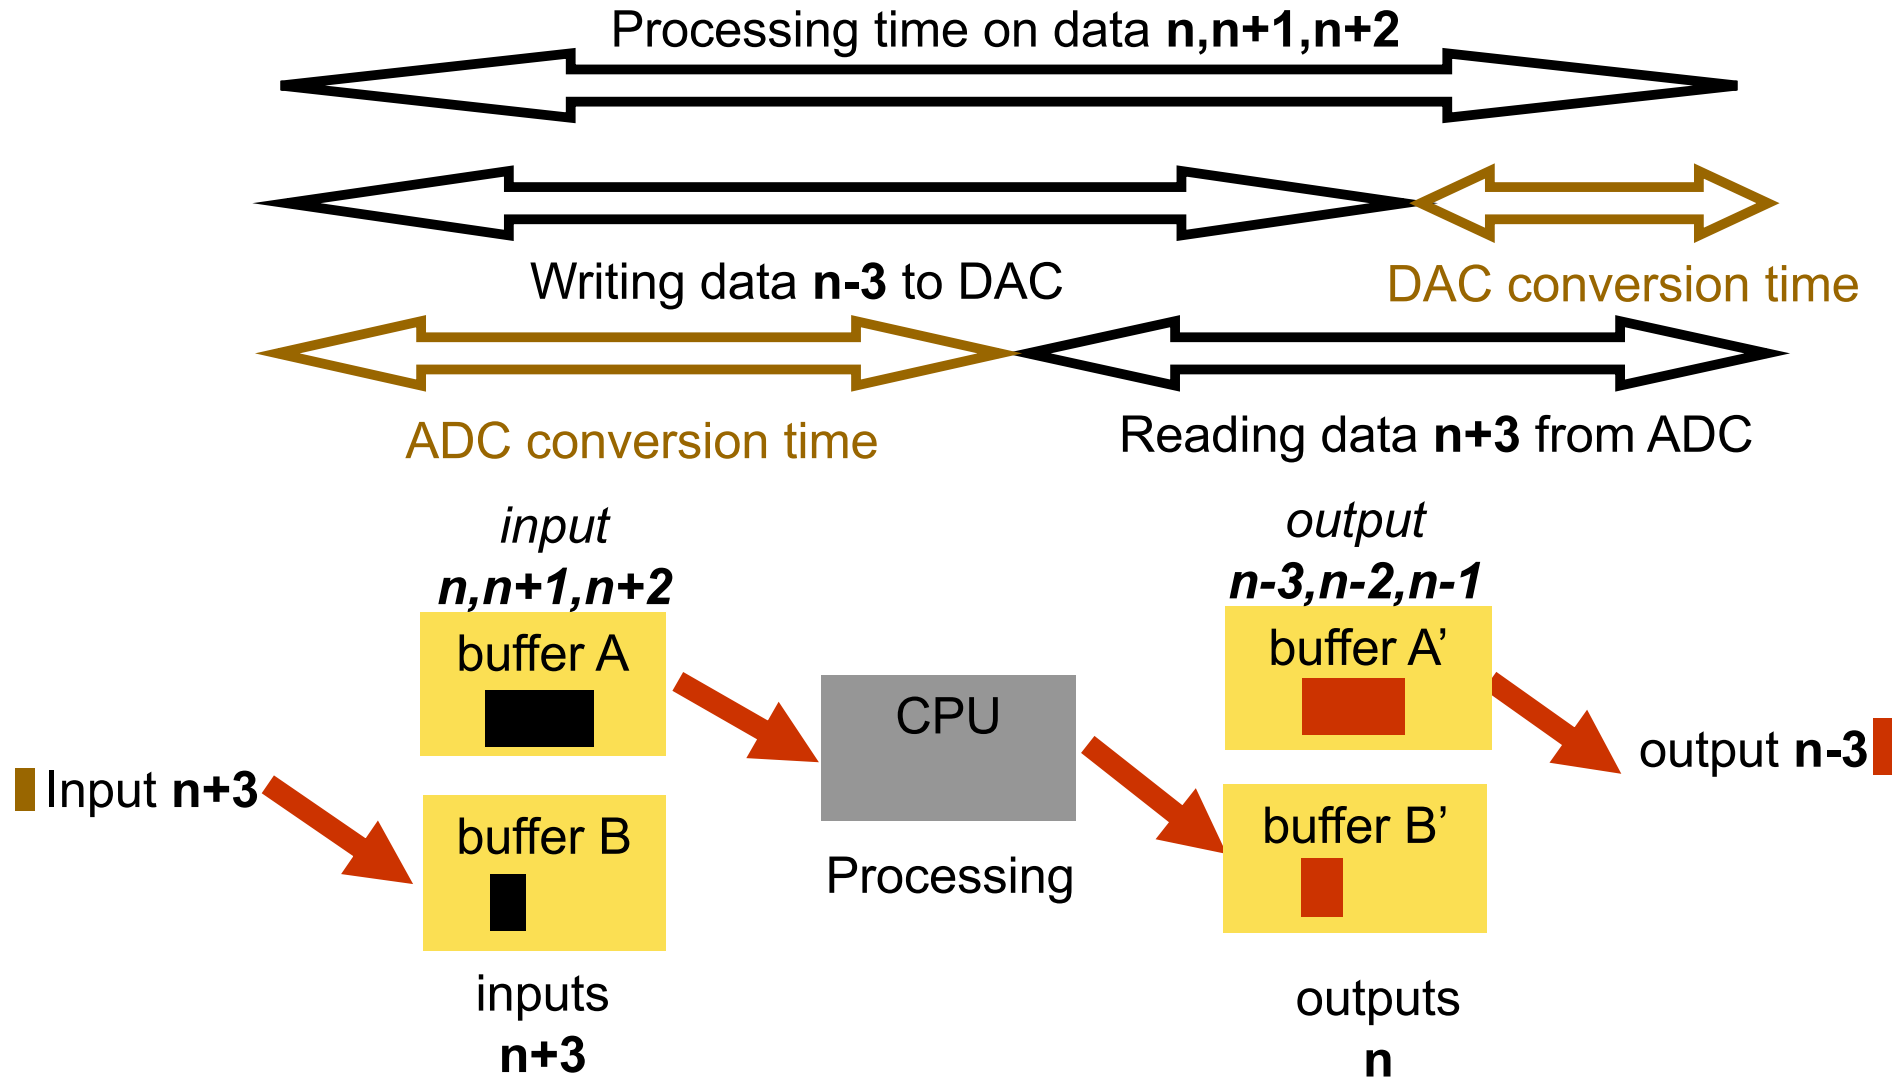 Processing time on data n,n+1,n+2
Writing data n-3 to DAC
DAC conversion time
ADC conversion time
Reading data n+3 from ADC
input
n,n+1,n+2
output
n-3,n-2,n-1
buffer A
buffer A’
CPU
Input n+3
output n-3
buffer B
buffer B’
Processing
inputs
n+3
outputs
n